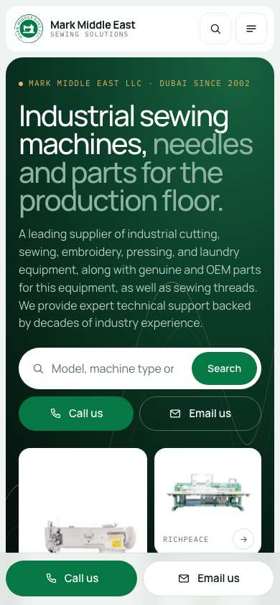 Mark Middle East
SEWING SOLUTIONS
MARK MIDDLE EAST LLC · DUBAI SINCE 2002
Industrial sewing
machines, needles
and parts for the
production floor.
A leading supplier of industrial cutting,
sewing, embroidery, pressing, and laundry
equipment, along with genuine and OEM parts
for this equipment, as well as sewing threads.
We provide expert technical support backed
by decades of industry experience.
Model, machine type or
Search
Call us
Email us
RICHPEACE
Call us
Email us